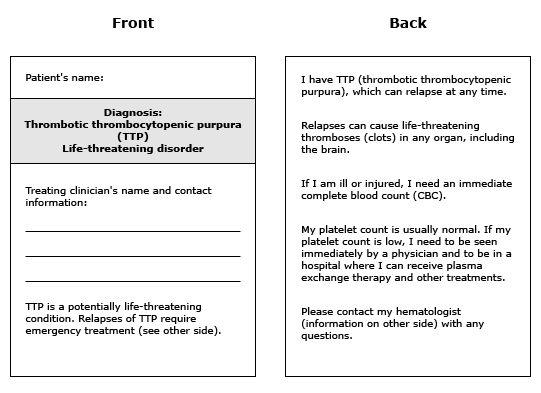 Front
Patient's name:
Diagnosis:
Thrombotic thrombocytopenic purpura
(TTP)
Life-threatening disorder
Treating clinician's name and contact
information:
TTP is a potentially life-threatening
condition. Relapses of TTP require
emergency treatment (see other side).
Back
I have TTP (thrombotic thrombocytopenic
purpura), which can relapse at any time.
Relapses can cause life-threatening
thromboses (clots) in any organ, including
the brain.
If I am ill or injured, I need an immediate
complete blood count (CBC).
My platelet count is usually normal. If my
platelet count is low, I need to be seen
immediately by a physician and to be in a
hospital where I can receive plasma
exchange therapy and other treatments.
Please contact my hematologist
(information on other side) with any
questions.